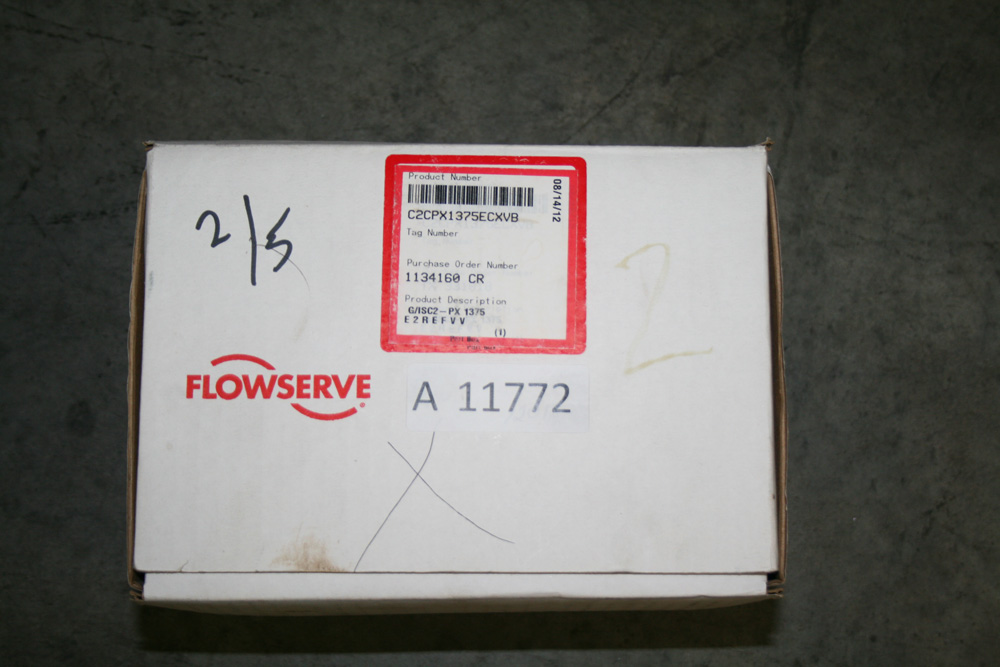 2/5
Product Number
08/14/12
C2CPX1375ECXVB
Tag Number
Purchase Order Number
1134160 CR
Product Description
G/ISC2-PX 1375
E2REFVV
(1)
2
FLOWSERVE
A 11772
X